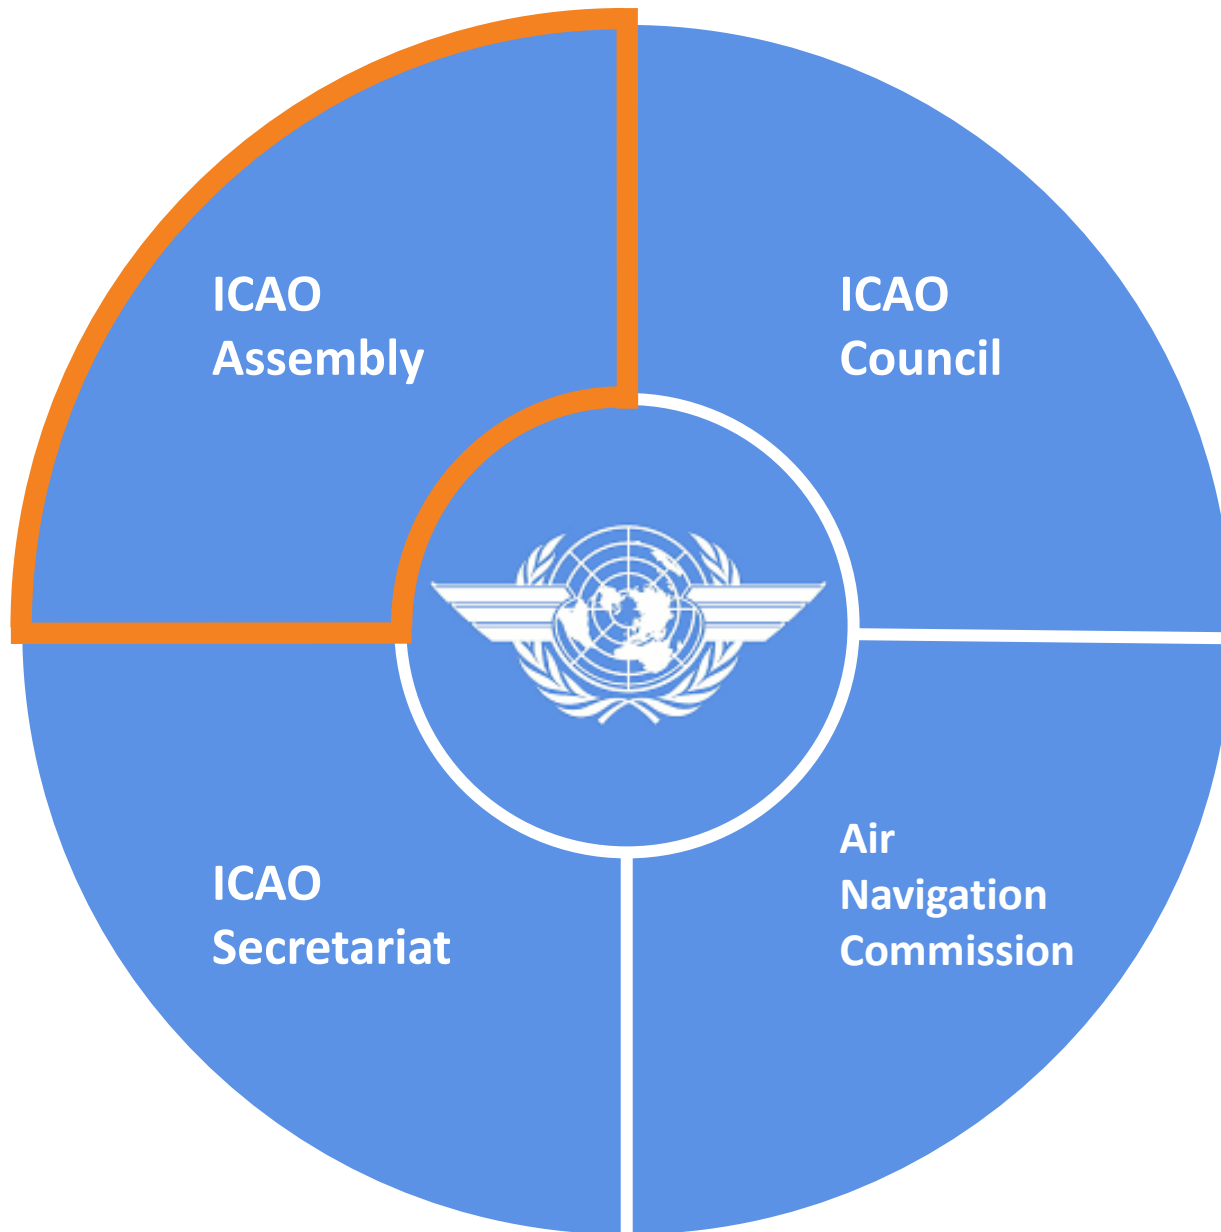 ICAO
Assembly
ICAO
Council
ICAO
Secretariat
Air
Navigation
Commission